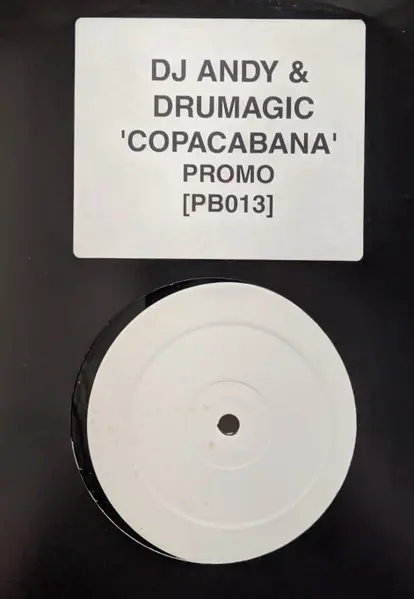 DJ ANDY &
DRUMAGIC
'COPACABANA'
PROMO
[PB013]